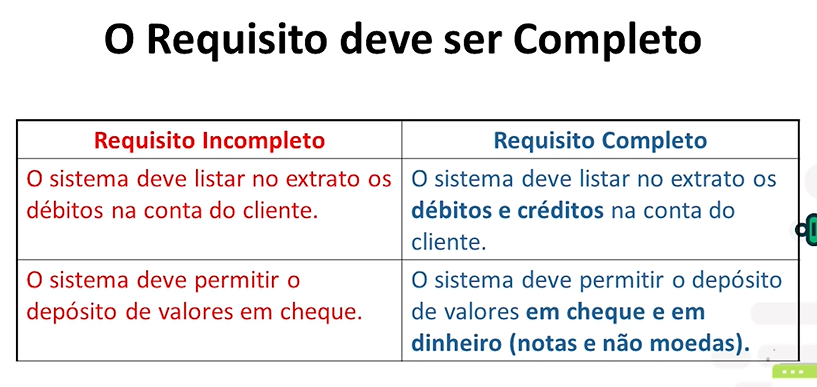 O Requisito deve ser Completo
Requisito Incompleto
Requisito Completo
O sistema deve listar no extrato os
débitos na conta do cliente.
O sistema deve listar no extrato os
débitos e créditos na conta do
cliente.
O sistema deve permitir o
depósito de valores em cheque.
O sistema deve permitir o depósito
de valores em cheque e em
dinheiro (notas e não moedas).